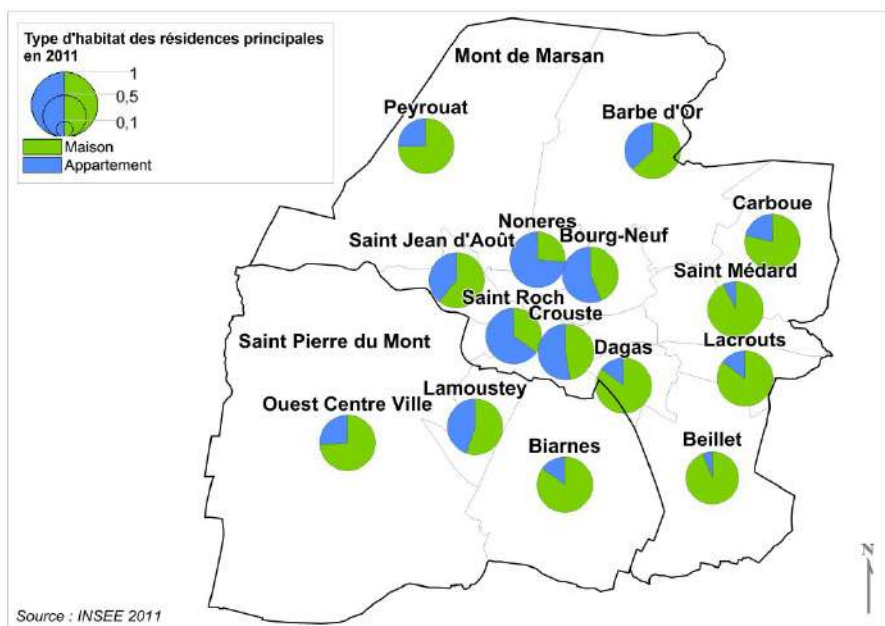 Type d'habitat des résidences principales
en 2011
1
0,5
0,1
Maison
Appartement
Mont de Marsan
Peyrouat
Barbe d'Or
Carboue
Noneres
Saint Jean d'Août
Bourg-Neuf
Saint Médard
Saint Roch
Crouste
Saint Pierre du Mont
Dagas
Lacrouts
Lamoustey
Ouest Centre Ville
Biarnes
Beillet
N
Source : INSEE 2011